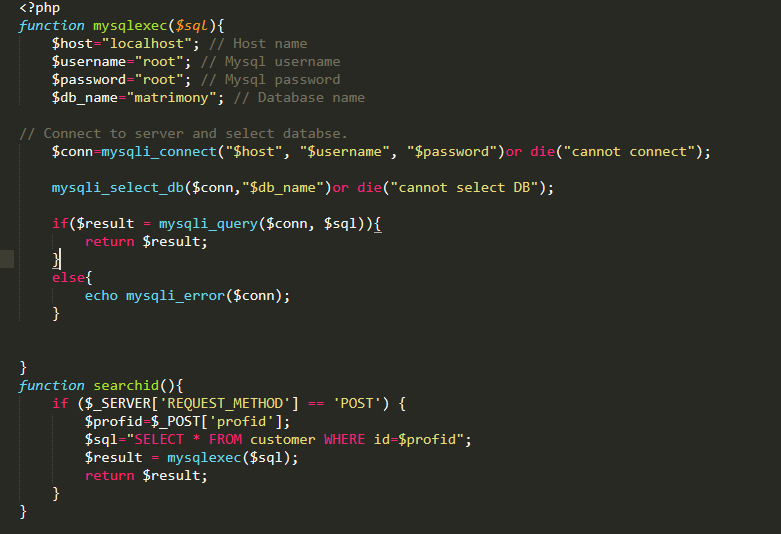 <?php
function mysqlexec($sql){
$host="localhost"; // Host name
$username="root"; // Mysql username
$password="root"; // Mysql password
$db_name="matrimony"; // Database name
// Connect to server and select databse.
$conn=mysqli_connect("$host", "$username", "$password")or die("cannot connect");
mysqli_select_db($conn,"$db_name")or die("cannot select DB");
if($result = mysqli_query($conn, $sql)){
return $result;
}
else{
echo mysqli_error($conn);
}
}
function searchid(){
if ($_SERVER['REQUEST_METHOD'] == 'POST') {
$profid=$_POST['profid'];
$sql="SELECT * FROM customer WHERE id=$profid";
$result = mysqlexec($sql);
return $result;
}
}